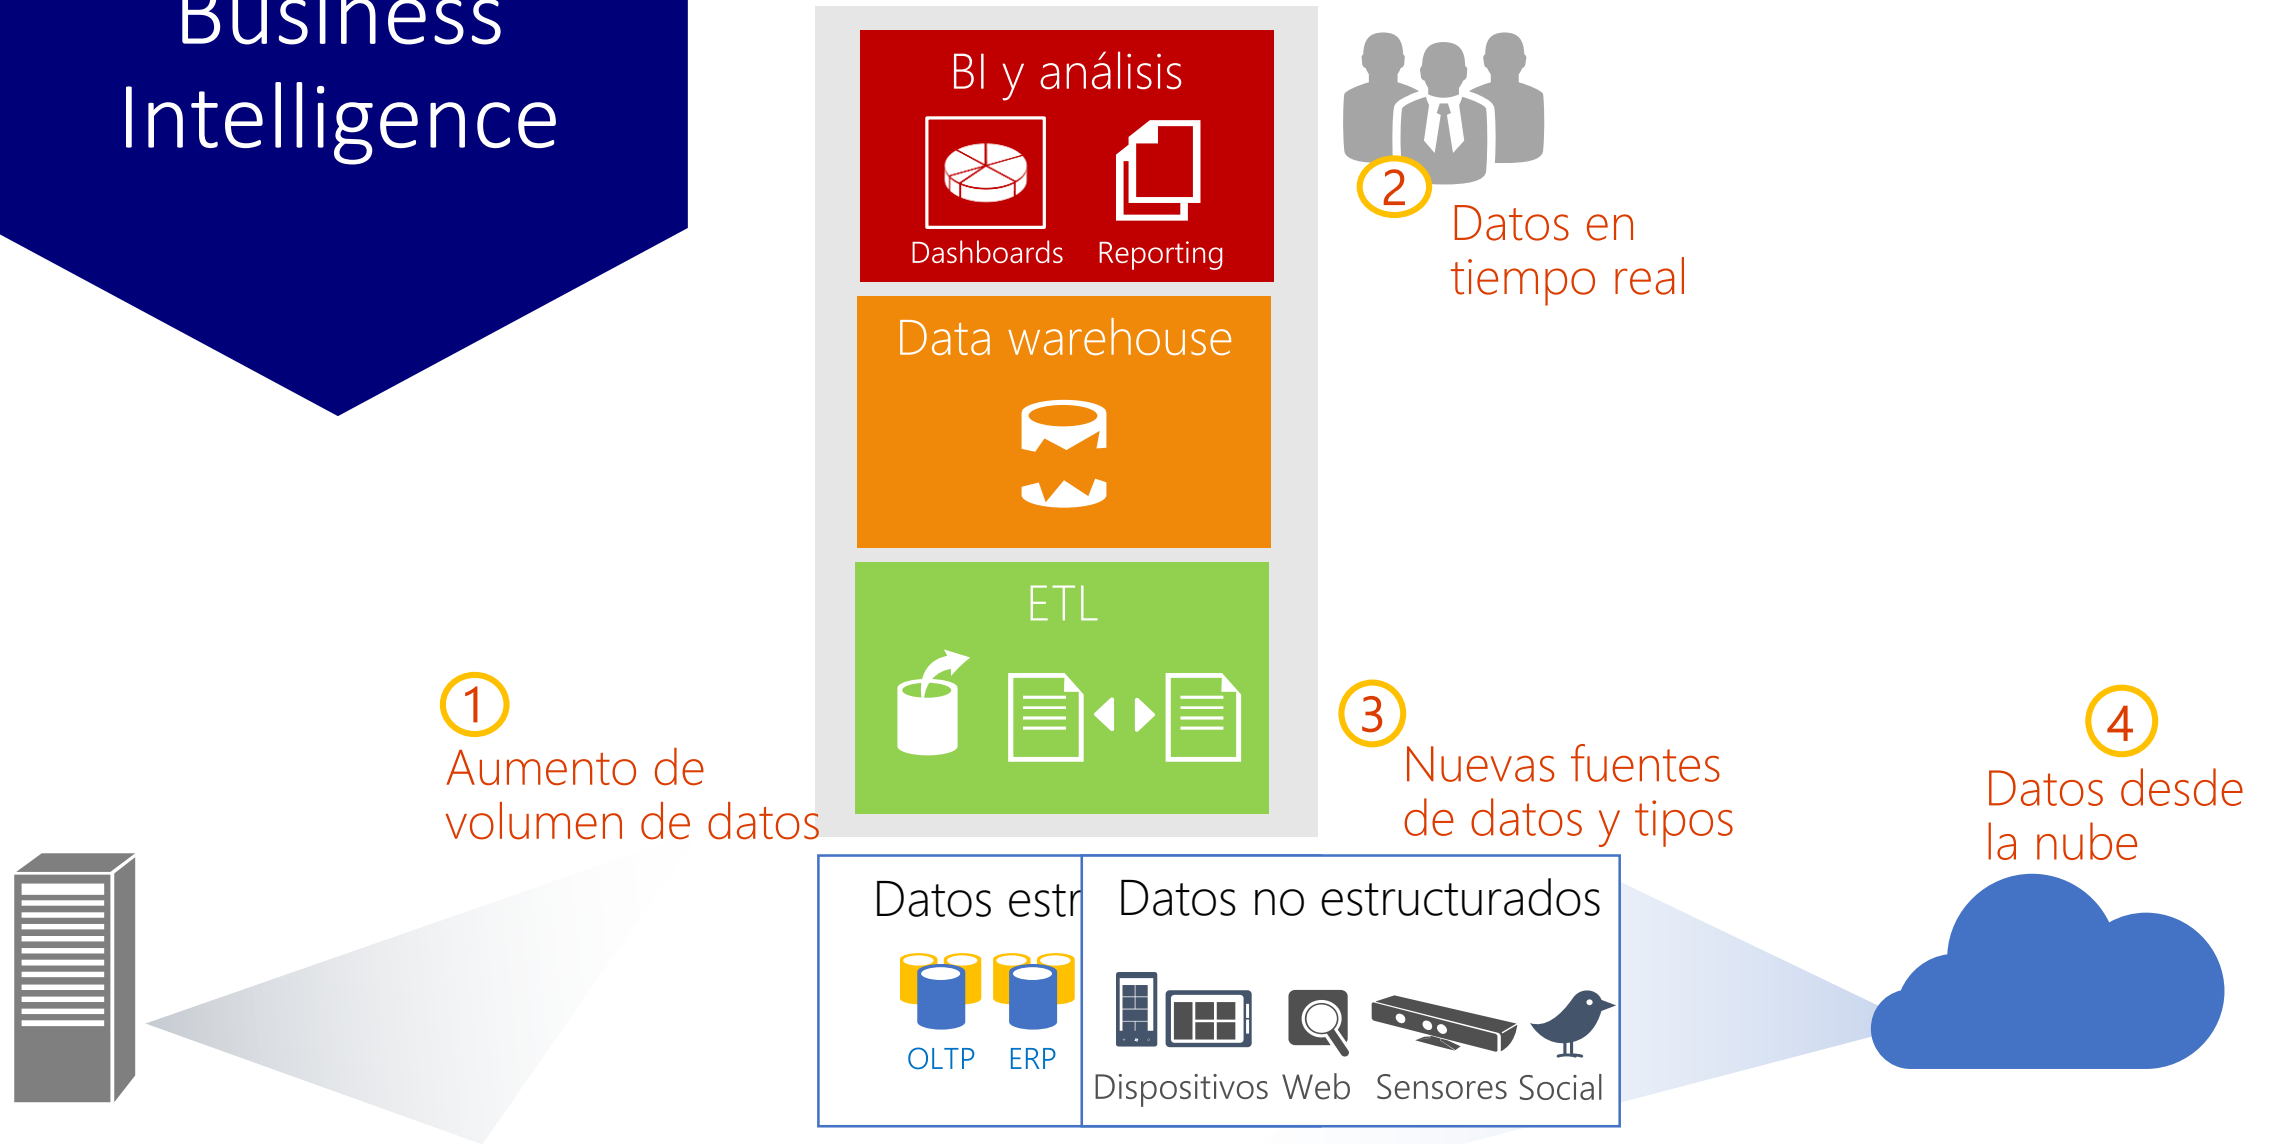 Business
Intelligence
BI y análisis
Dashboards
Reporting
2
Datos en
tiempo real
Data warehouse
ETL
1
Aumento de
volumen de datos
3
Nuevas fuentes
de datos y tipos
4
Datos desde
la nube
Datos estr
OLTP
ERP
Datos no estructurados
Dispositivos
Web
Sensores
Social